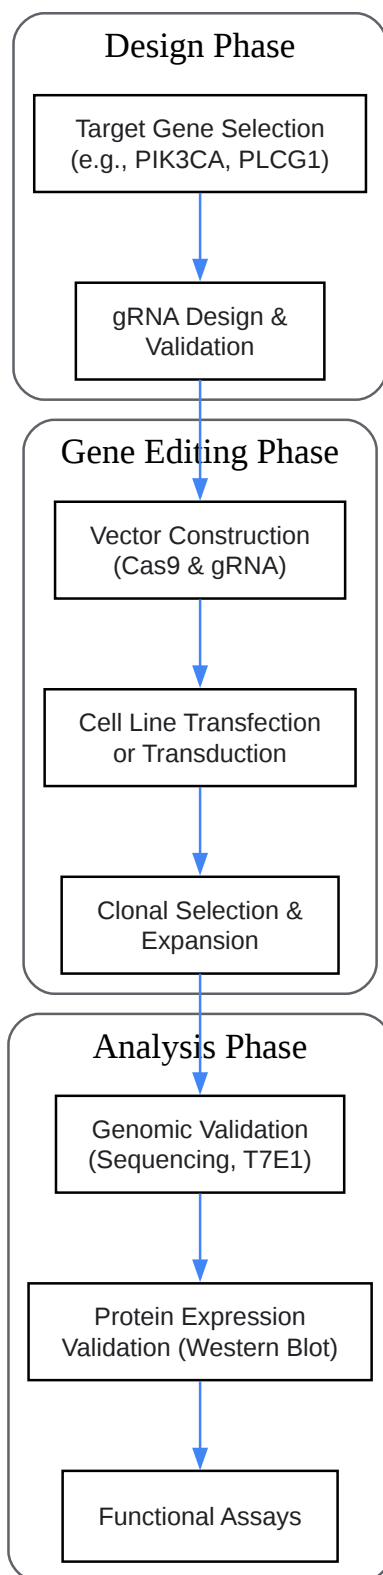 Design Phase
Target Gene Selection
(e.g., PIK3CA, PLCG1)
gRNA Design &
Validation
Gene Editing Phase
Vector Construction
(Cas9 & gRNA)
Cell Line Transfection
or Transduction
Clonal Selection &
Expansion
Analysis Phase
Genomic Validation
(Sequencing, T7E1)
Protein Expression
Validation (Western Blot)
Functional Assays